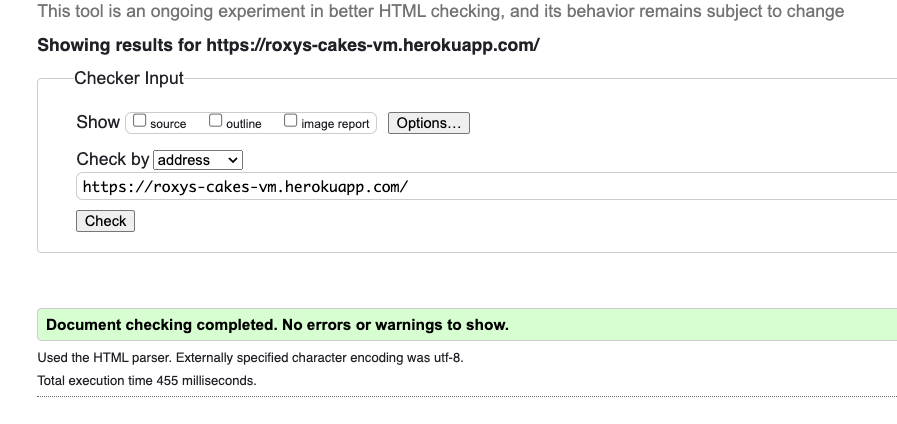 This tool is an ongoing experiment in better HTML checking, and its behavior remains subject to change
Showing results for https://roxys-cakes-vm.herokuapp.com/
Checker Input
Show source outline image report Options...
Check by address
https://roxys-cakes-vm.herokuapp.com/
Check
Document checking completed. No errors or warnings to show.
Used the HTML parser. Externally specified character encoding was utf-8.
Total execution time 455 milliseconds.